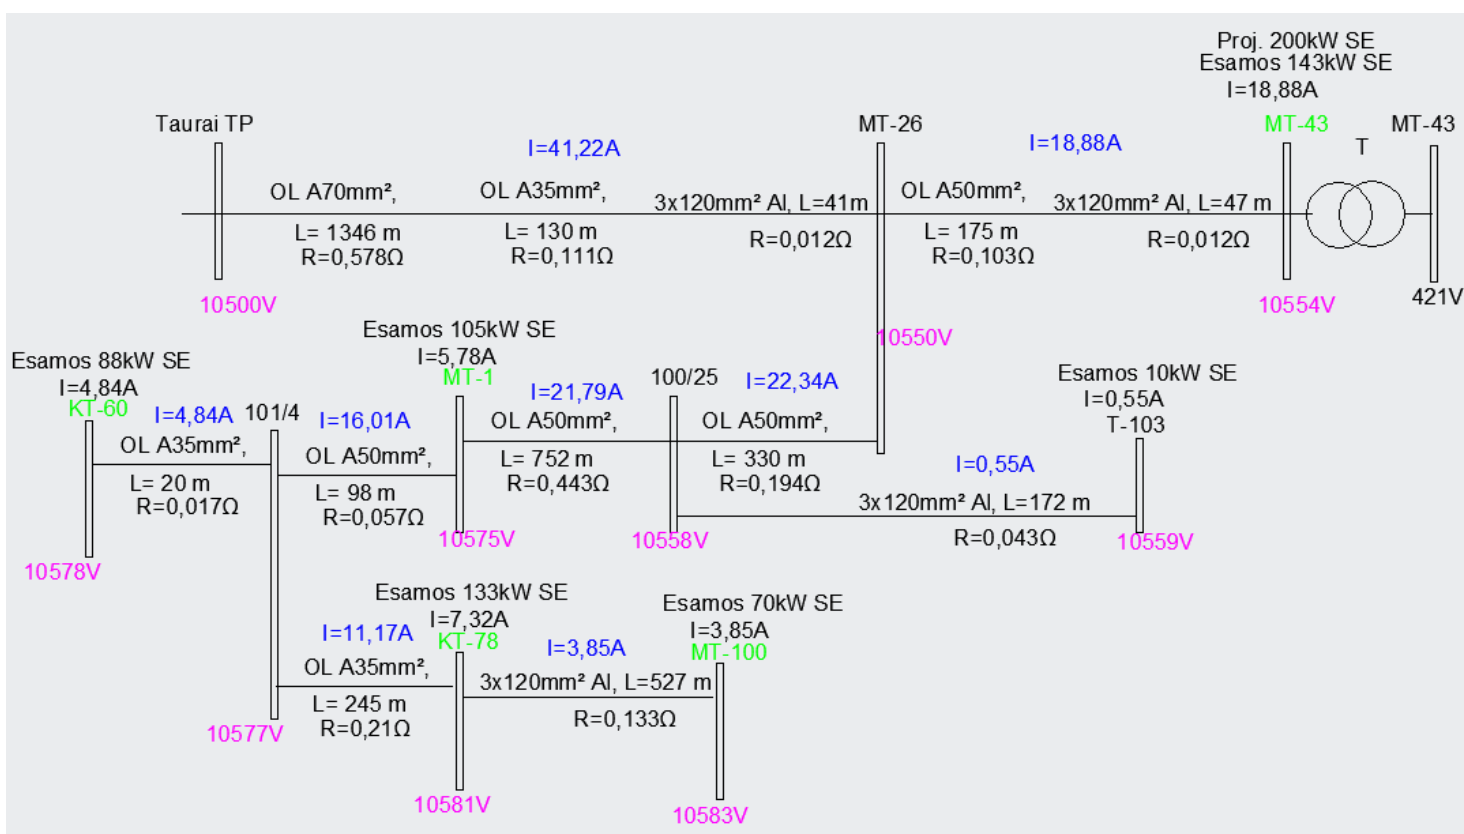 Proj. 200kW SE
Esamos 143kW SE
I=18,88A
Taurai TP
MT-26
MT-43
MT-43
I=41,22A
I=18,88A
T
OL A70mm²,
OL A35mm²,
3x120mm² Al, L=41m
OL A50mm²,
3x120mm² Al, L=47 m
L= 1346 m
R=0,578Ω
L= 130 m
R=0,111Ω
R=0,012Ω
L= 175 m
R=0,103Ω
R=0,012Ω
10500V
10554V
421V
10550V
Esamos 105kW SE
I=5,78A
MT-1
Esamos 88kW SE
I=4,84A
KT-60
I=21,79A
100/25
I=22,34A
Esamos 10kW SE
I=0,55A
T-103
I=4,84A
101/4
I=16,01A
OL A35mm²,
OL A50mm²,
OL A50mm²,
OL A50mm²,
L= 20 m
R=0,017Ω
L= 98 m
R=0,057Ω
L= 752 m
R=0,443Ω
L= 330 m
R=0,194Ω
I=0,55A
3x120mm² Al, L=172 m
R=0,043Ω
10578V
10575V
10558V
10559V
Esamos 133kW SE
I=7,32A
KT-78
Esamos 70kW SE
I=3,85A
MT-100
I=11,17A
I=3,85A
OL A35mm²,
3x120mm² Al, L=527 m
L= 245 m
R=0,21Ω
R=0,133Ω
10577V
10581V
10583V